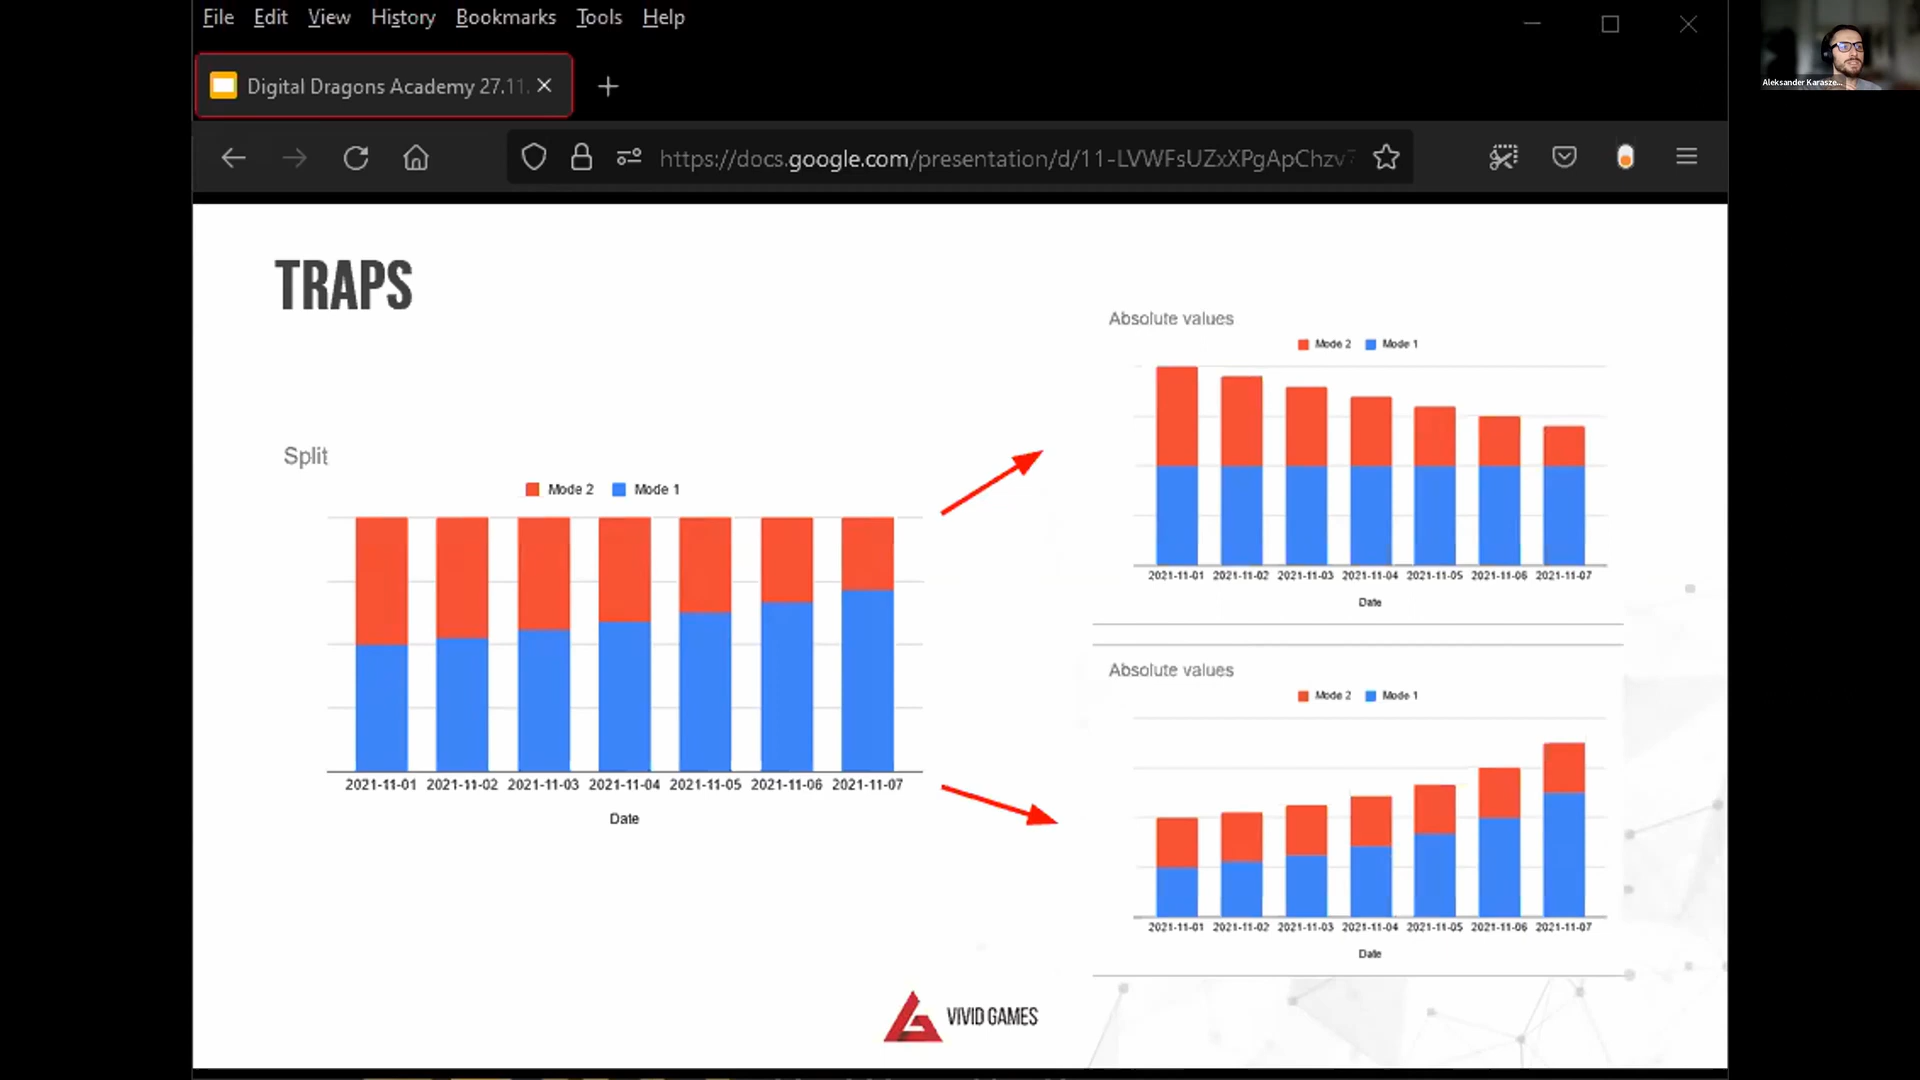 File Edit View History Bookmarks Tools Help
Aleksander Karasze...
Digital Dragons Academy 27.11.
https://docs.google.com/presentation/d/11-LVWFsUZxXPgApChzv7
TRAPS
Split
Mode 2 Mode 1
2021-11-01 2021-11-02 2021-11-03 2021-11-04 2021-11-05 2021-11-06 2021-11-07
Date
Absolute values
Mode 2 Mode 1
2021-11-01 2021-11-02 2021-11-03 2021-11-04 2021-11-05 2021-11-06 2021-11-07
Date
Absolute values
Mode 2 Mode 1
2021-11-01 2021-11-02 2021-11-03 2021-11-04 2021-11-05 2021-11-06 2021-11-07
Date
VIVID GAMES